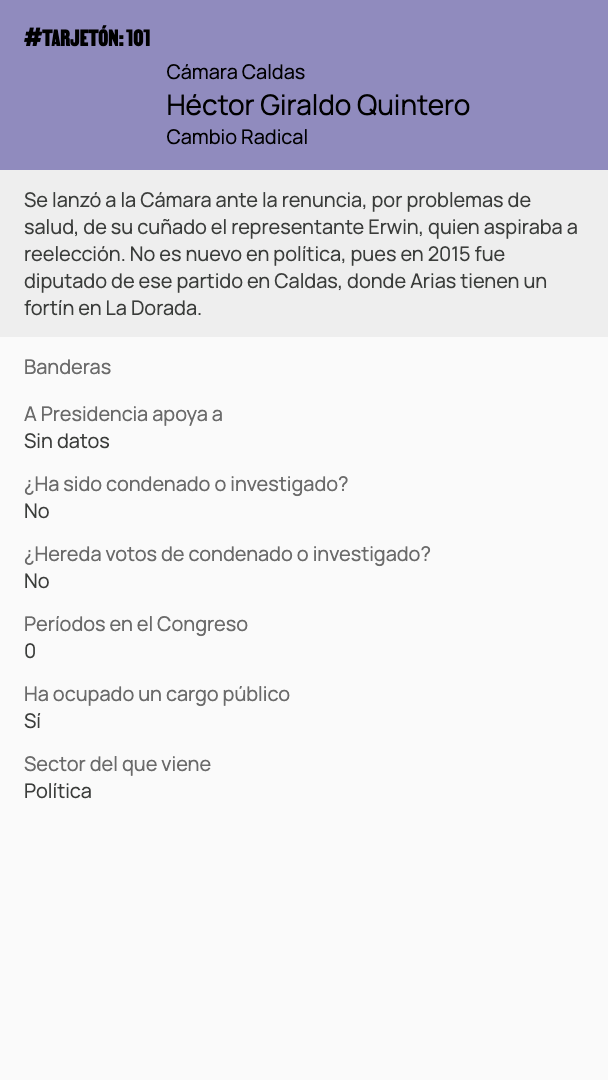 #TARJETÓN: 101
Cámara Caldas
Héctor Giraldo Quintero
Cambio Radical
Se lanzó a la Cámara ante la renuncia, por problemas de
salud, de su cuñado el representante Erwin, quien aspiraba a
reelección. No es nuevo en política, pues en 2015 fue
diputado de ese partido en Caldas, donde Arias tienen un
fortín en La Dorada.
Banderas
A Presidencia apoya a
Sin datos
¿Ha sido condenado o investigado?
No
¿Hereda votos de condenado o investigado?
No
Períodos en el Congreso
0
Ha ocupado un cargo público
Sí
Sector del que viene
Política